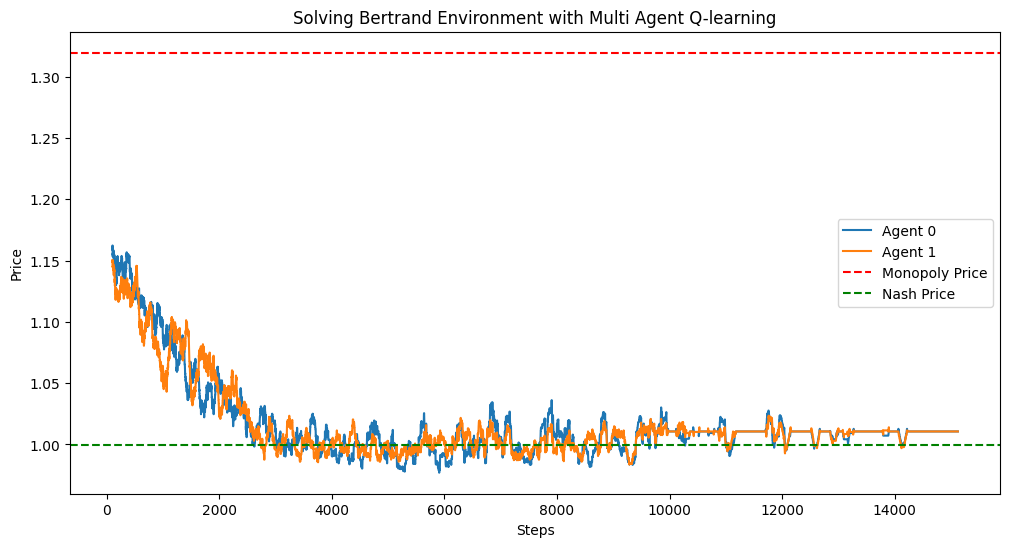 Solving Bertrand Environment with Multi Agent Q-learning
1.30
1.25
1.20
1.15
1.10
1.05
1.00
Price
Agent 0
Agent 1
Monopoly Price
Nash Price
0 2000 4000 6000 8000 10000 12000 14000
Steps